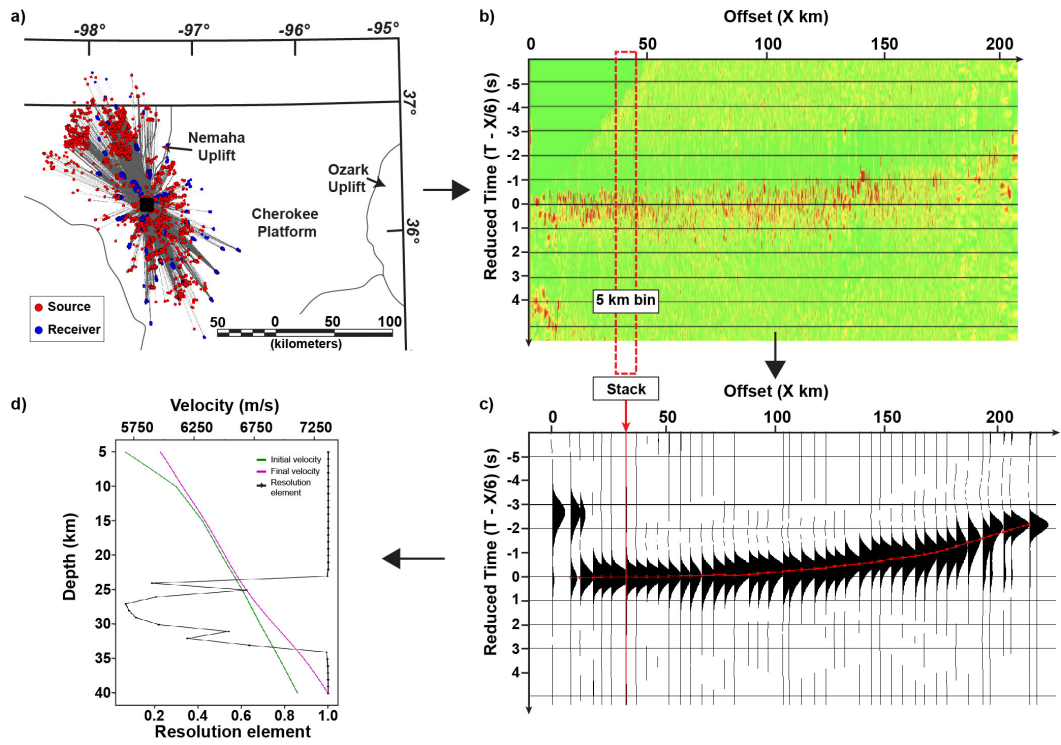 a)
-98°
-97°
-96°
-95°
37°
36°
Nemaha
Uplift
Ozark
Uplift
Cherokee
Platform
Source
Receiver
50
0
50
100
(kilometers)
b)
Offset (X km)
0
50
100
150
200
Reduced Time (T - X/6) (s)
-5
-4
-3
-2
-1
0
1
2
3
4
5 km bin
Stack
d)
Velocity (m/s)
5750
6250
6750
7250
Initial velocity
Final velocity
Resolution
element
Depth (km)
5
10
15
20
25
30
35
40
0.2
0.4
0.6
0.8
1.0
Resolution element
c)
Offset (X km)
0
50
100
150
200
Reduced Time (T - X/6) (s)
-5
-4
-3
-2
-1
0
1
2
3
4